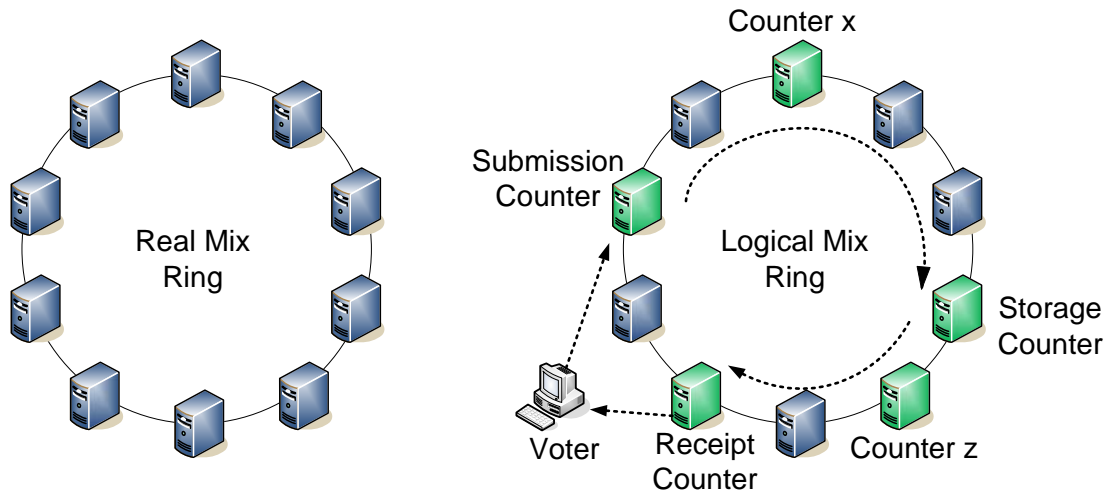 Real Mix
Ring
Counter x
Submission
Counter
Logical Mix
Ring
Storage
Counter
Voter
Receipt
Counter
Counter z